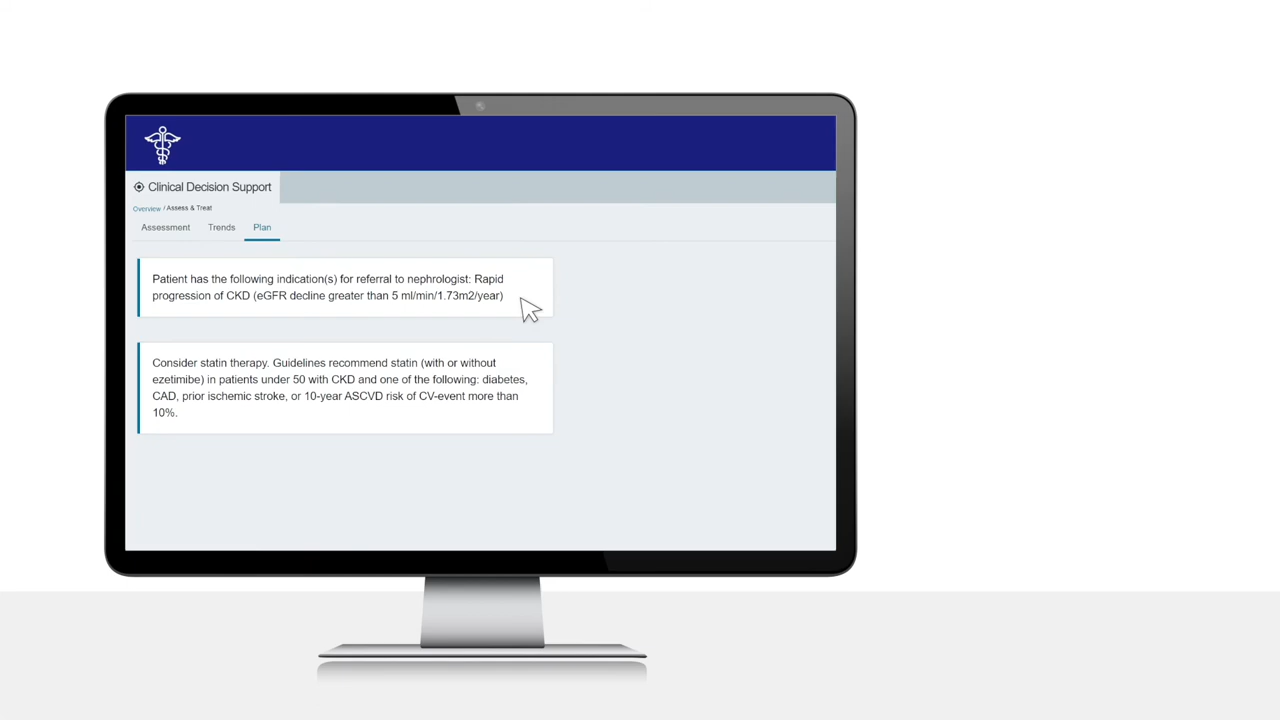 Clinical Decision Support
Overview / Assess & Treat
Assessment Trends Plan
Patient has the following indication(s) for referral to nephrologist: Rapid
progression of CKD (eGFR decline greater than 5 ml/min/1.73m2/year)
Consider statin therapy. Guidelines recommend statin (with or without
ezetimibe) in patients under 50 with CKD and one of the following: diabetes,
CAD, prior ischemic stroke, or 10-year ASCVD risk of CV-event more than
10%.